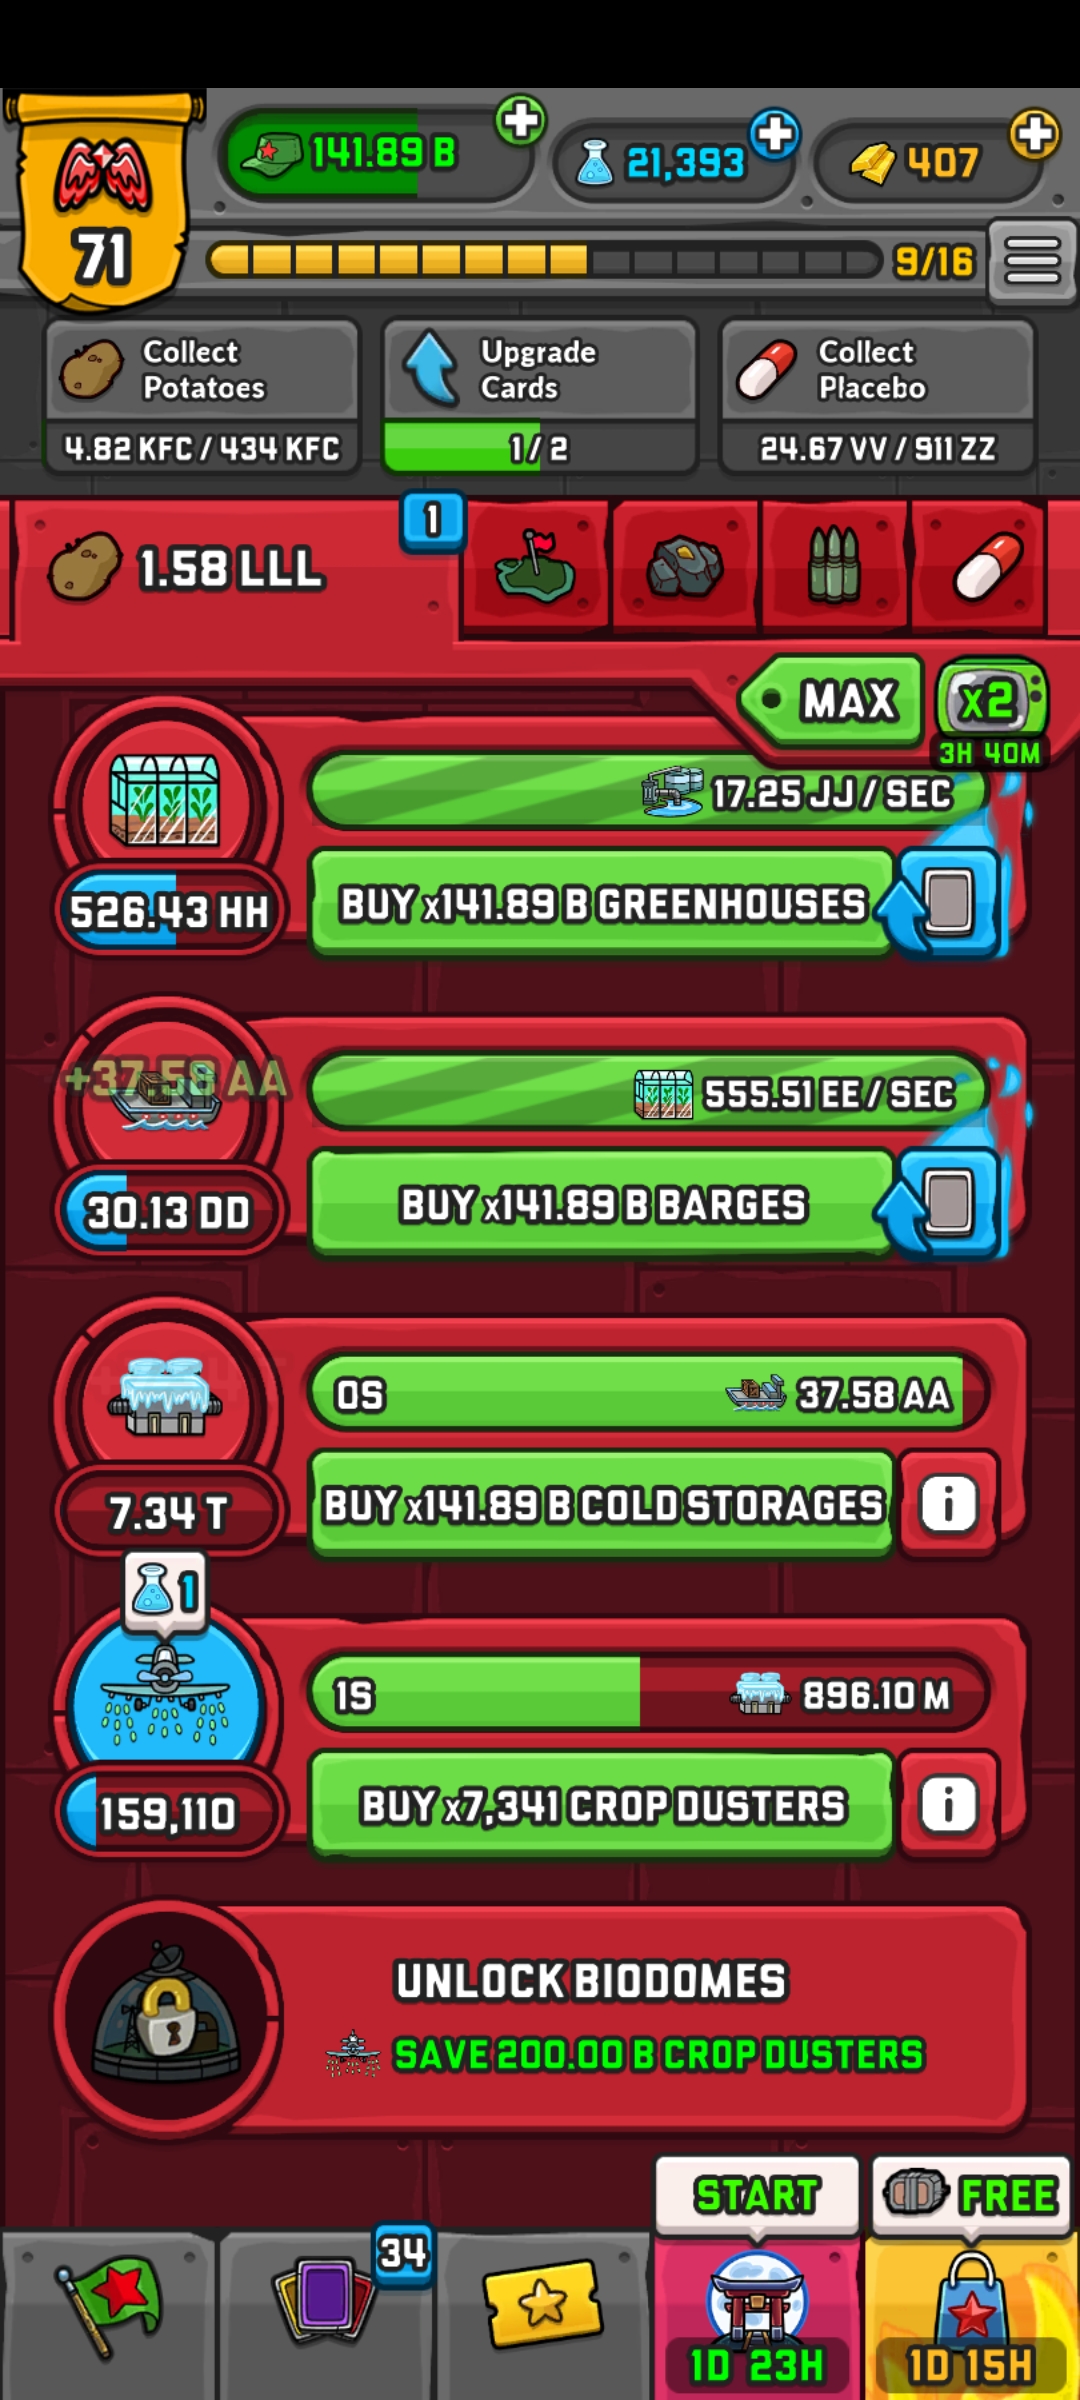 71
141.89 B
21,393
407
9/16
Collect
Potatoes
4.82 KFC / 434 KFC
Upgrade
Cards
1 / 2
Collect
Placebo
24.67 VV / 911 ZZ
1.58 LLL
1
MAX
x2
3H 40M
17.25 JJ / SEC
526.43 HH
BUY x141.89 B GREENHOUSES
+37.58 AA
555.51 EE / SEC
30.13 DD
BUY x141.89 B BARGES
0S
37.58 AA
7.34 T
BUY x141.89 B COLD STORAGES
i
1
1S
896.10 M
159,110
BUY x7,341 CROP DUSTERS
i
UNLOCK BIODOMES
SAVE 200.00 B CROP DUSTERS
START
FREE
34
1D 23H
1D 15H